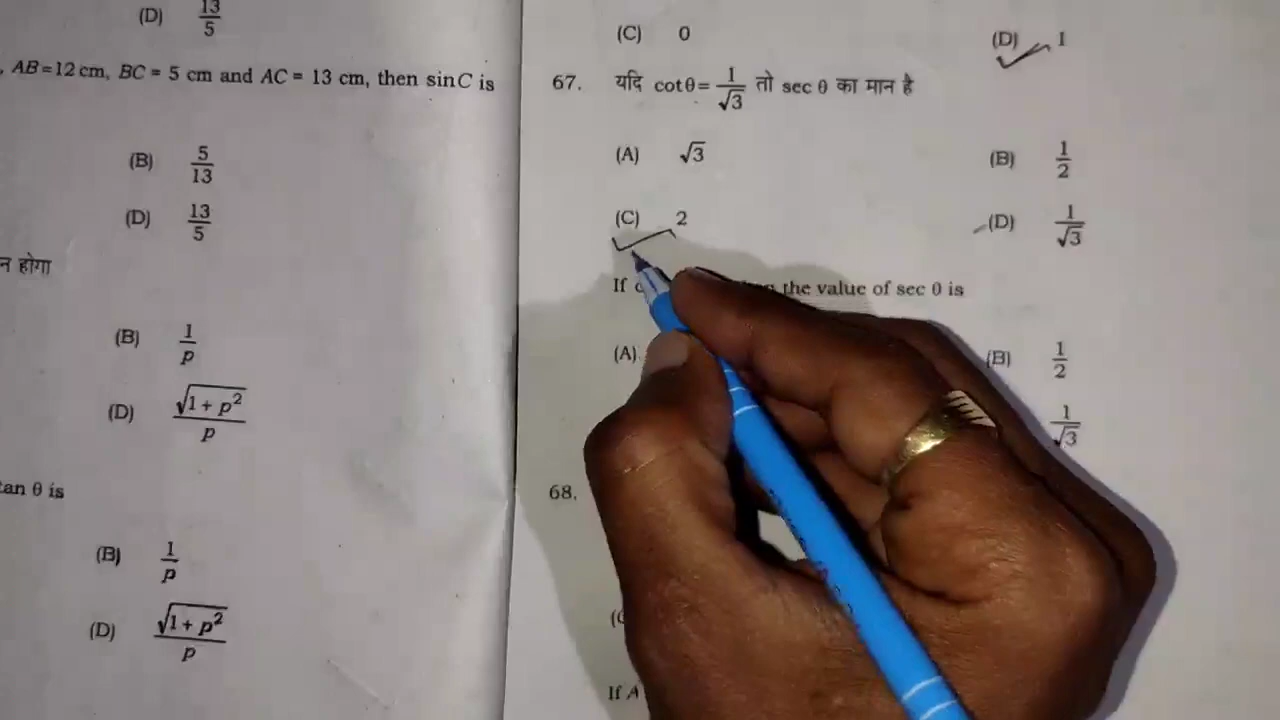 (D) 13/5
, AB=12 cm, BC = 5 cm and AC = 13 cm, then sin C is
(B) 5/13
(D) 13/5
न होगा
(B) 1/p
(D) √(1 + p²)/p
tan θ is
(B) 1/p
(D) √(1 + p²)/p
(C) 0 (D) 1
67. यदि cot θ = 1/√3 तो sec θ का मान है
(A) √3 (B) 1/2
(C) 2 (D) 1/√3
If the value of sec θ is
(A) (B) 1/2
1/√3
68.
If A